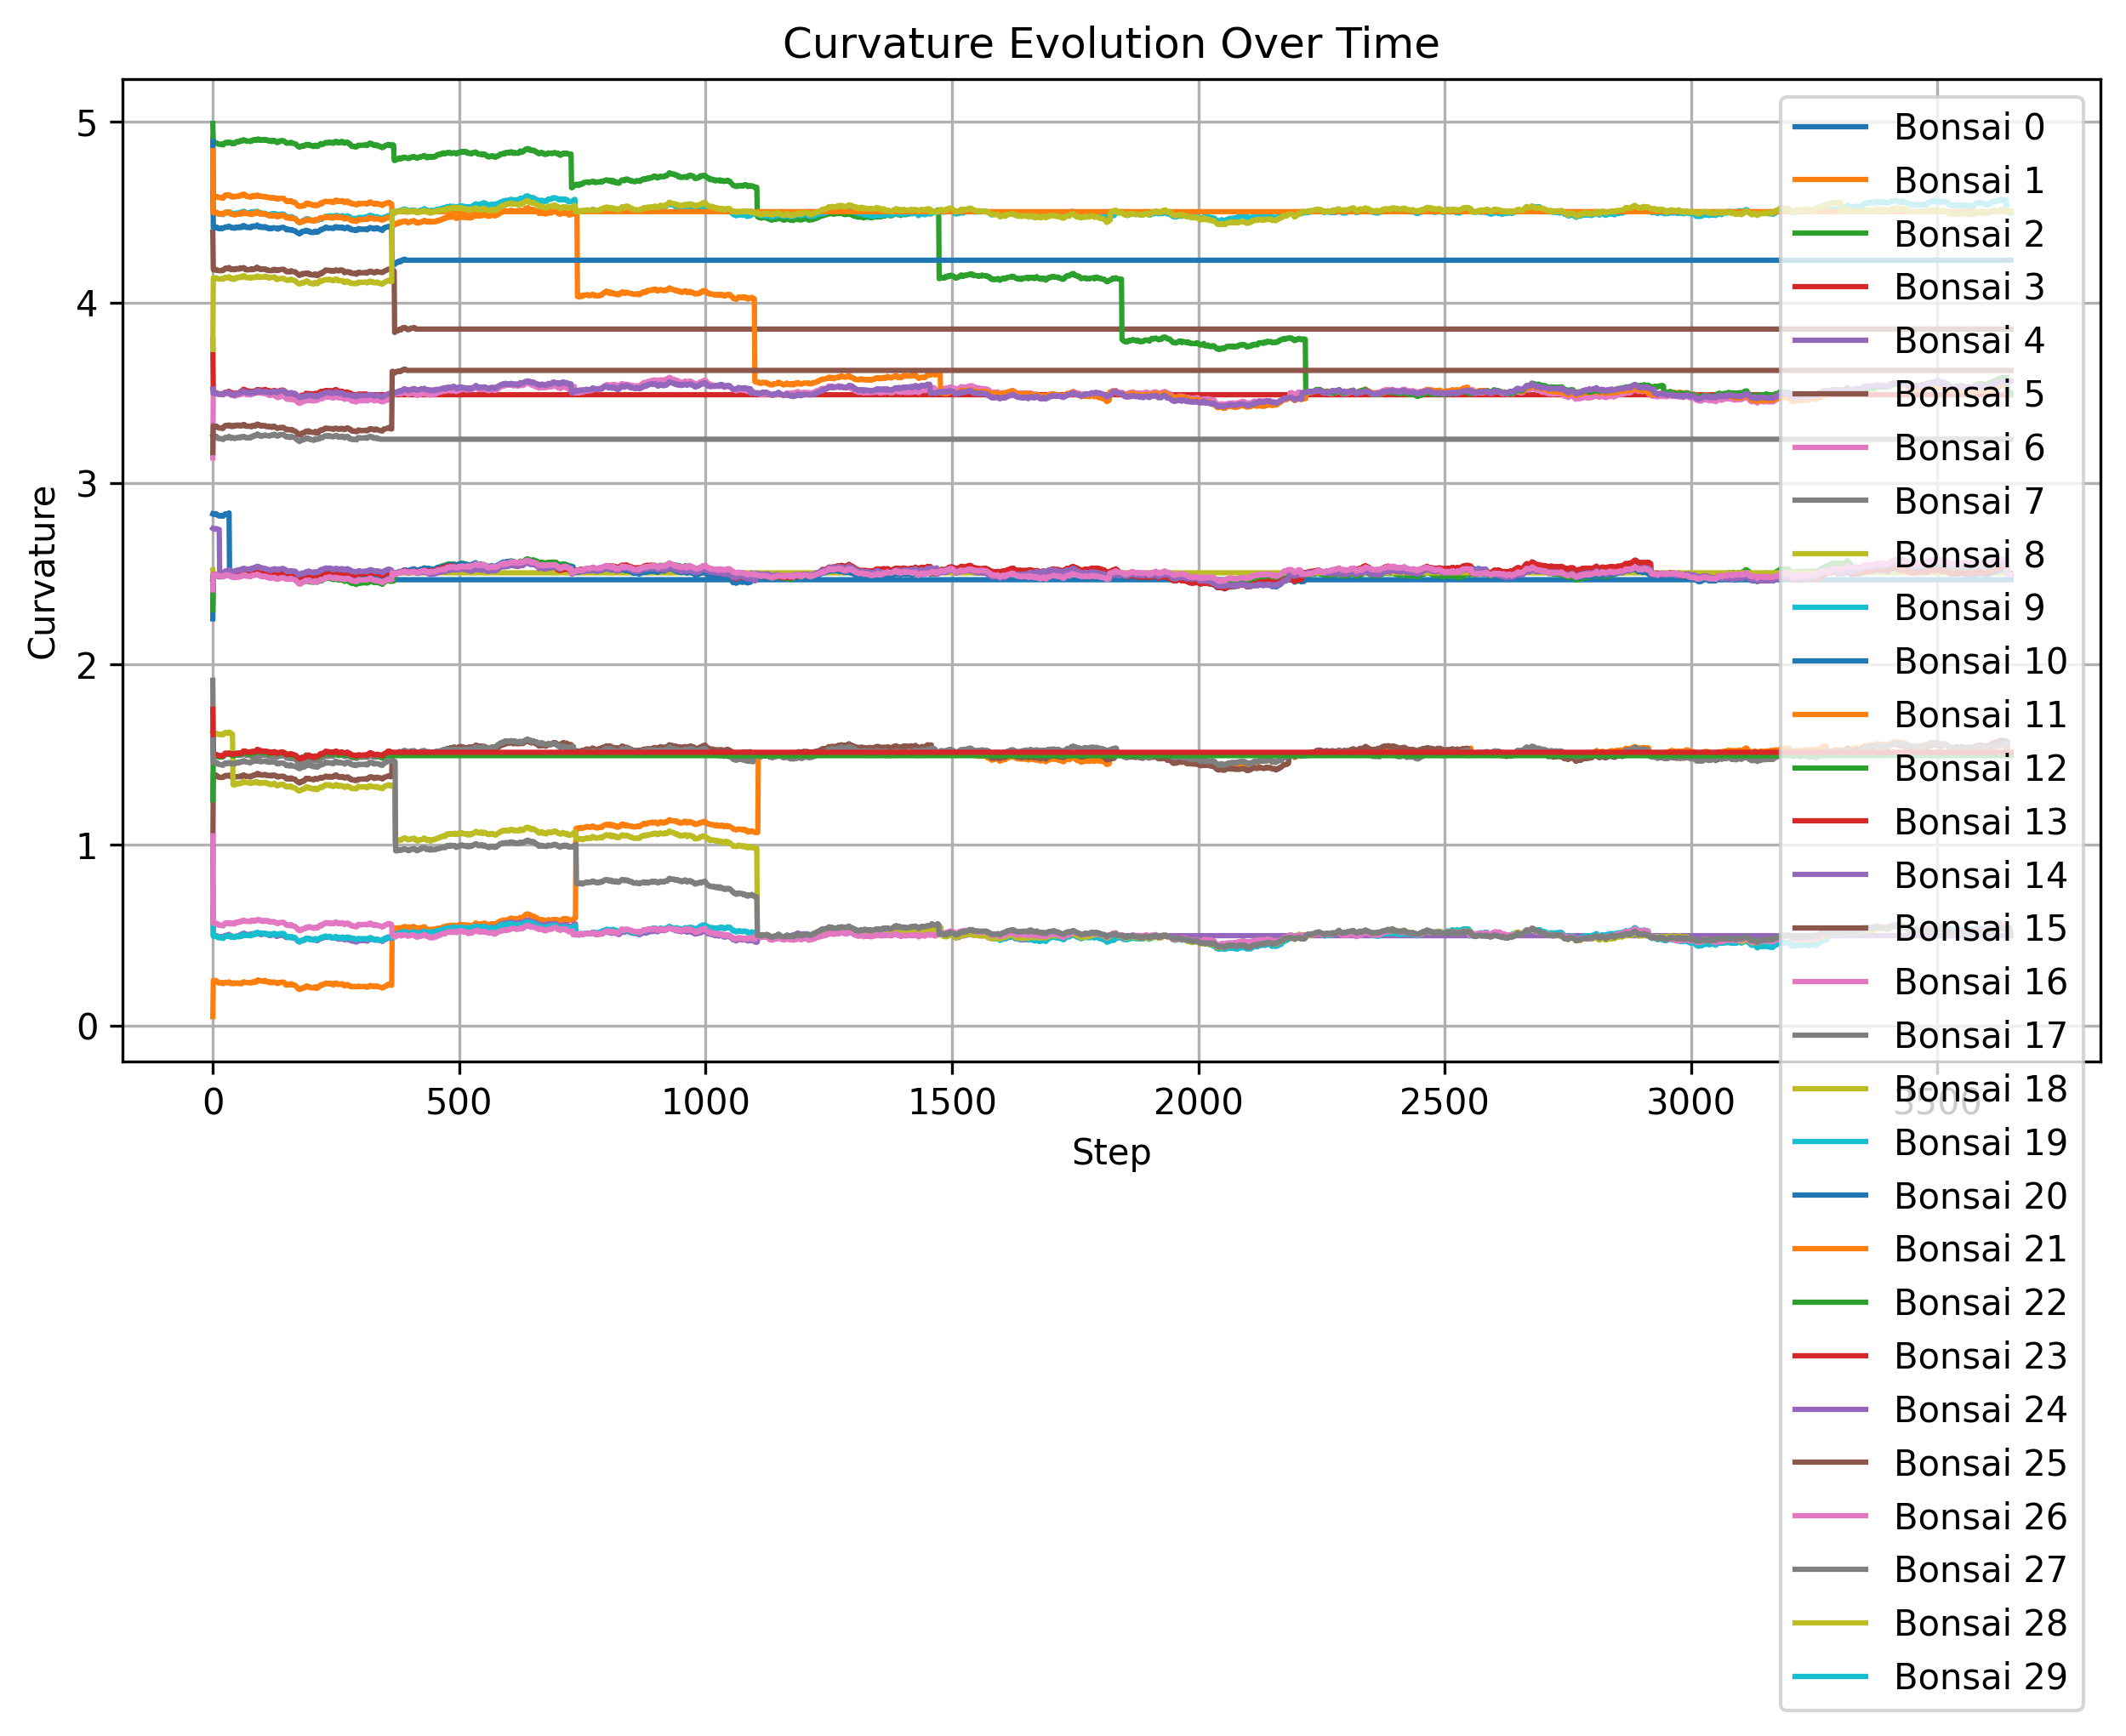 Curvature Evolution Over Time
Curvature
5
4
3
2
1
0
0 500 1000 1500 2000 2500 3000 3500
Step
Bonsai 0
Bonsai 1
Bonsai 2
Bonsai 3
Bonsai 4
Bonsai 5
Bonsai 6
Bonsai 7
Bonsai 8
Bonsai 9
Bonsai 10
Bonsai 11
Bonsai 12
Bonsai 13
Bonsai 14
Bonsai 15
Bonsai 16
Bonsai 17
Bonsai 18
Bonsai 19
Bonsai 20
Bonsai 21
Bonsai 22
Bonsai 23
Bonsai 24
Bonsai 25
Bonsai 26
Bonsai 27
Bonsai 28
Bonsai 29